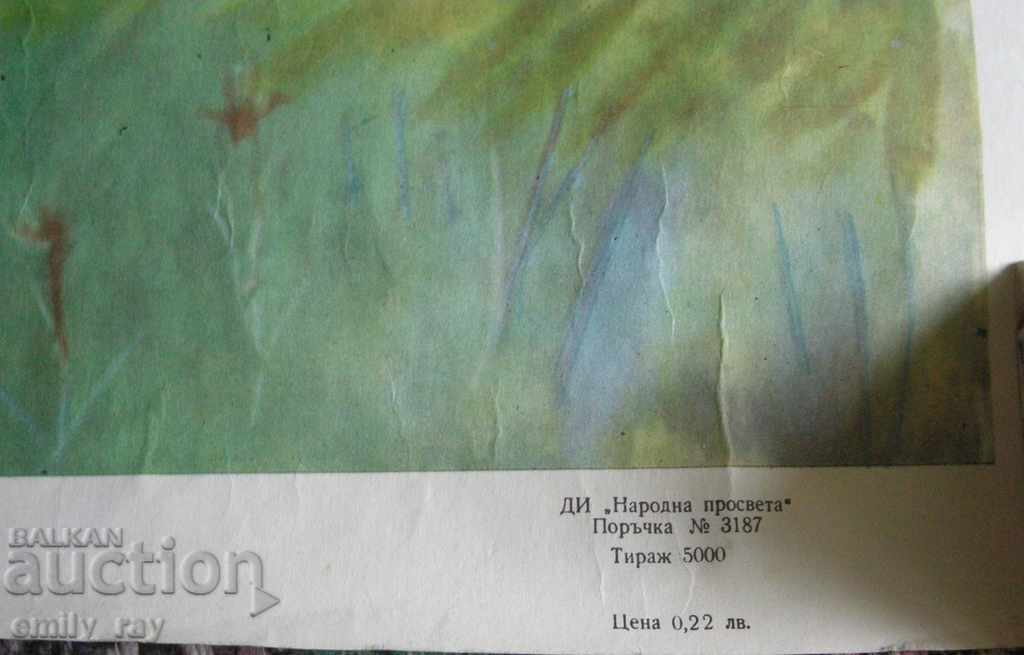 ДИ „Народна просвета"
Поръчка № 3187
Тираж 5000
Цена 0,22 лв.
BALKAN
auction
emily ray